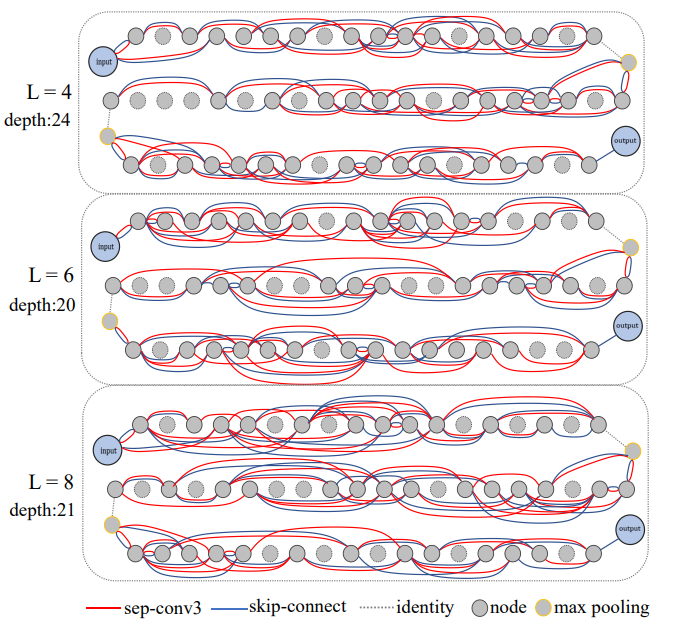 input
L = 4
depth:24
output
input
L = 6
depth:20
output
input
L = 8
depth:21
output
sep-conv3 skip-connect identity node max pooling